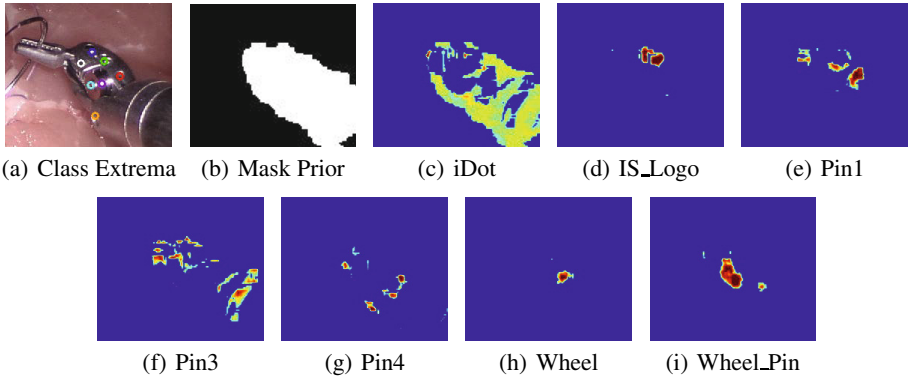 (a) Class Extrema
(b) Mask Prior
(c) iDot
(d) IS_Logo
(e) Pin1
(f) Pin3
(g) Pin4
(h) Wheel
(i) Wheel_Pin